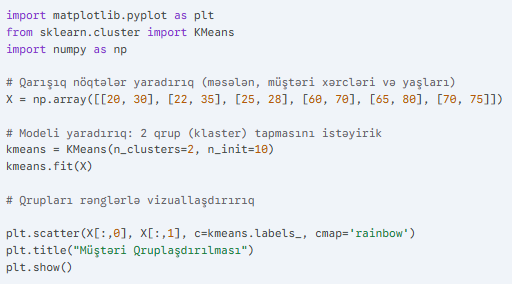 import matplotlib.pyplot as plt
from sklearn.cluster import KMeans
import numpy as np
# Qarışıq nöqtələr yaradırıq (məsələn, müştəri xərcləri və yaşları)
X = np.array([[20, 30], [22, 35], [25, 28], [60, 70], [65, 80], [70, 75]])
# Modeli yaradırıq: 2 qrup (klaster) tapmasını istəyirik
kmeans = KMeans(n_clusters=2, n_init=10)
kmeans.fit(X)
# Qrupları rənglərlə vizuallaşdırırıq
plt.scatter(X[:,0], X[:,1], c=kmeans.labels_, cmap='rainbow')
plt.title("Müştəri Qruplaşdırılması")
plt.show()